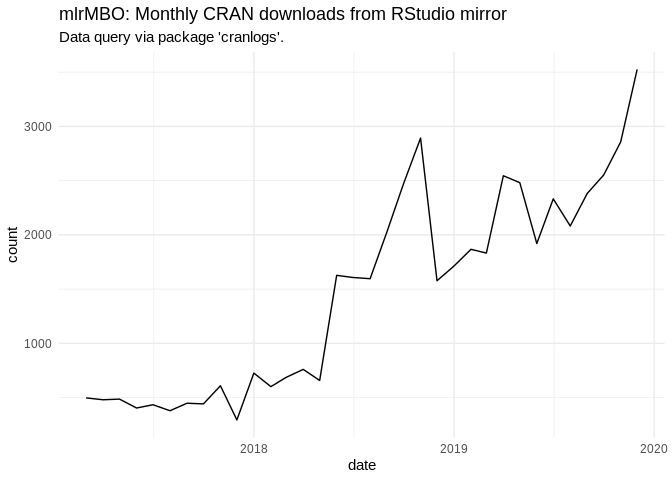 mlrMBO: Monthly CRAN downloads from RStudio mirror
Data query via package 'cranlogs'.
count
3000
2000
1000
2018
2019
2020
date